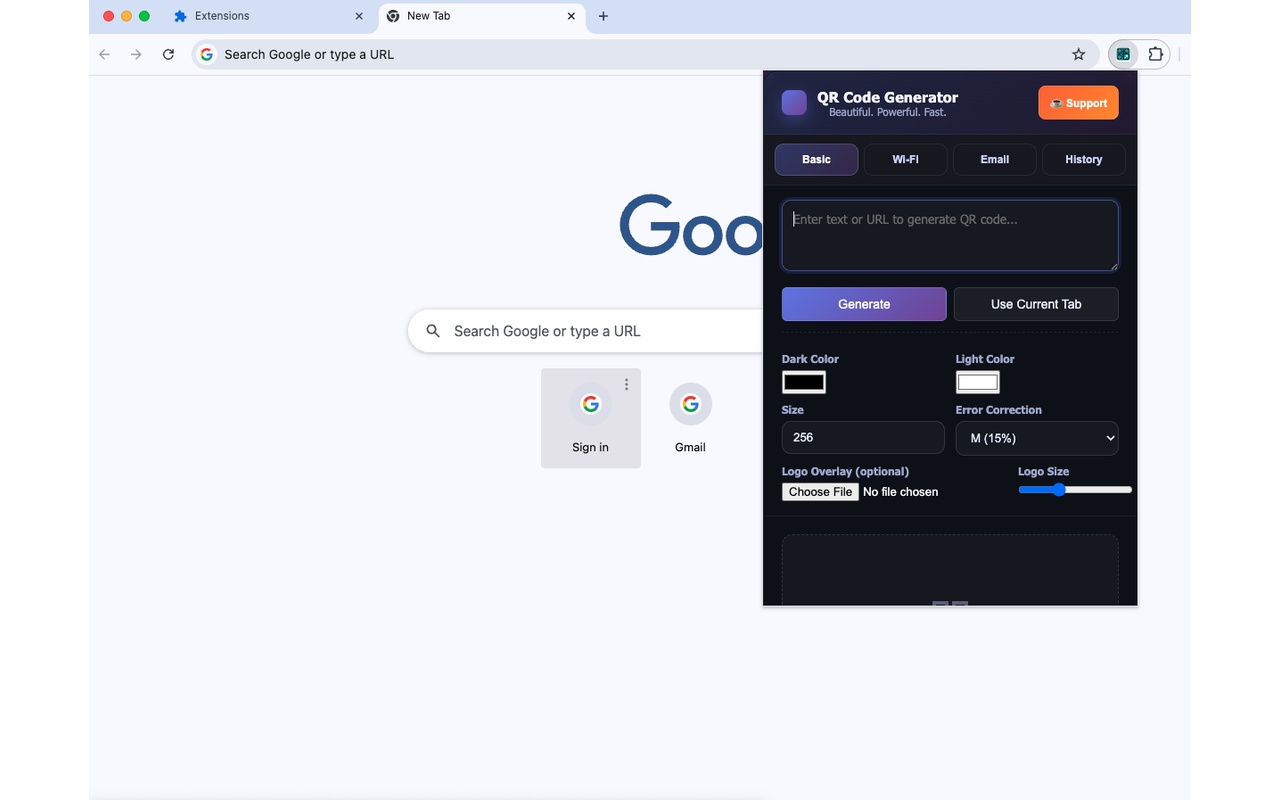 Extensions
New Tab
Search Google or type a URL
QR Code Generator
Beautiful. Powerful. Fast.
☕ Support
Basic
Wi-Fi
Email
History
Enter text or URL to generate QR code...
Generate
Use Current Tab
Goo
Search Google or type a URL
Sign in
Gmail
Dark Color
Light Color
Size
Error Correction
256
M (15%)
Logo Overlay (optional)
Logo Size
Choose File No file chosen